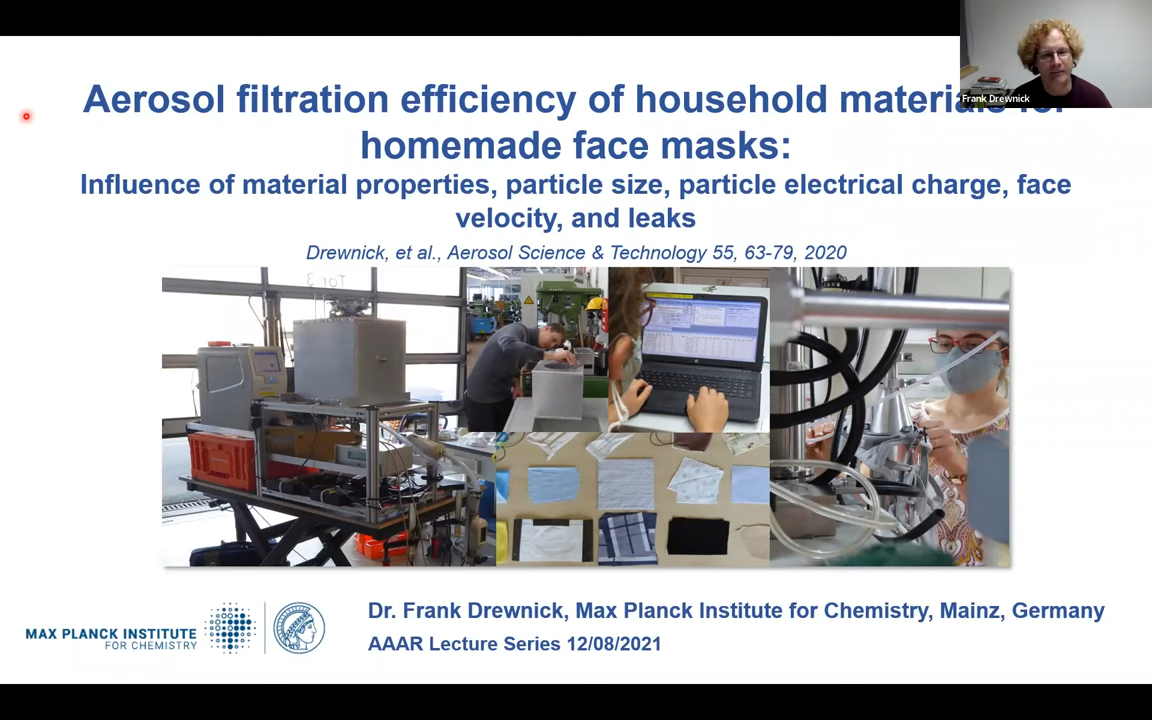 Aerosol filtration efficiency of household materials for
homemade face masks:
Influence of material properties, particle size, particle electrical charge, face
velocity, and leaks
Drewnick, et al., Aerosol Science & Technology 55, 63-79, 2020
Frank Drewnick
Tor 3
MAX PLANCK INSTITUTE
FOR CHEMISTRY
Dr. Frank Drewnick, Max Planck Institute for Chemistry, Mainz, Germany
AAAR Lecture Series 12/08/2021